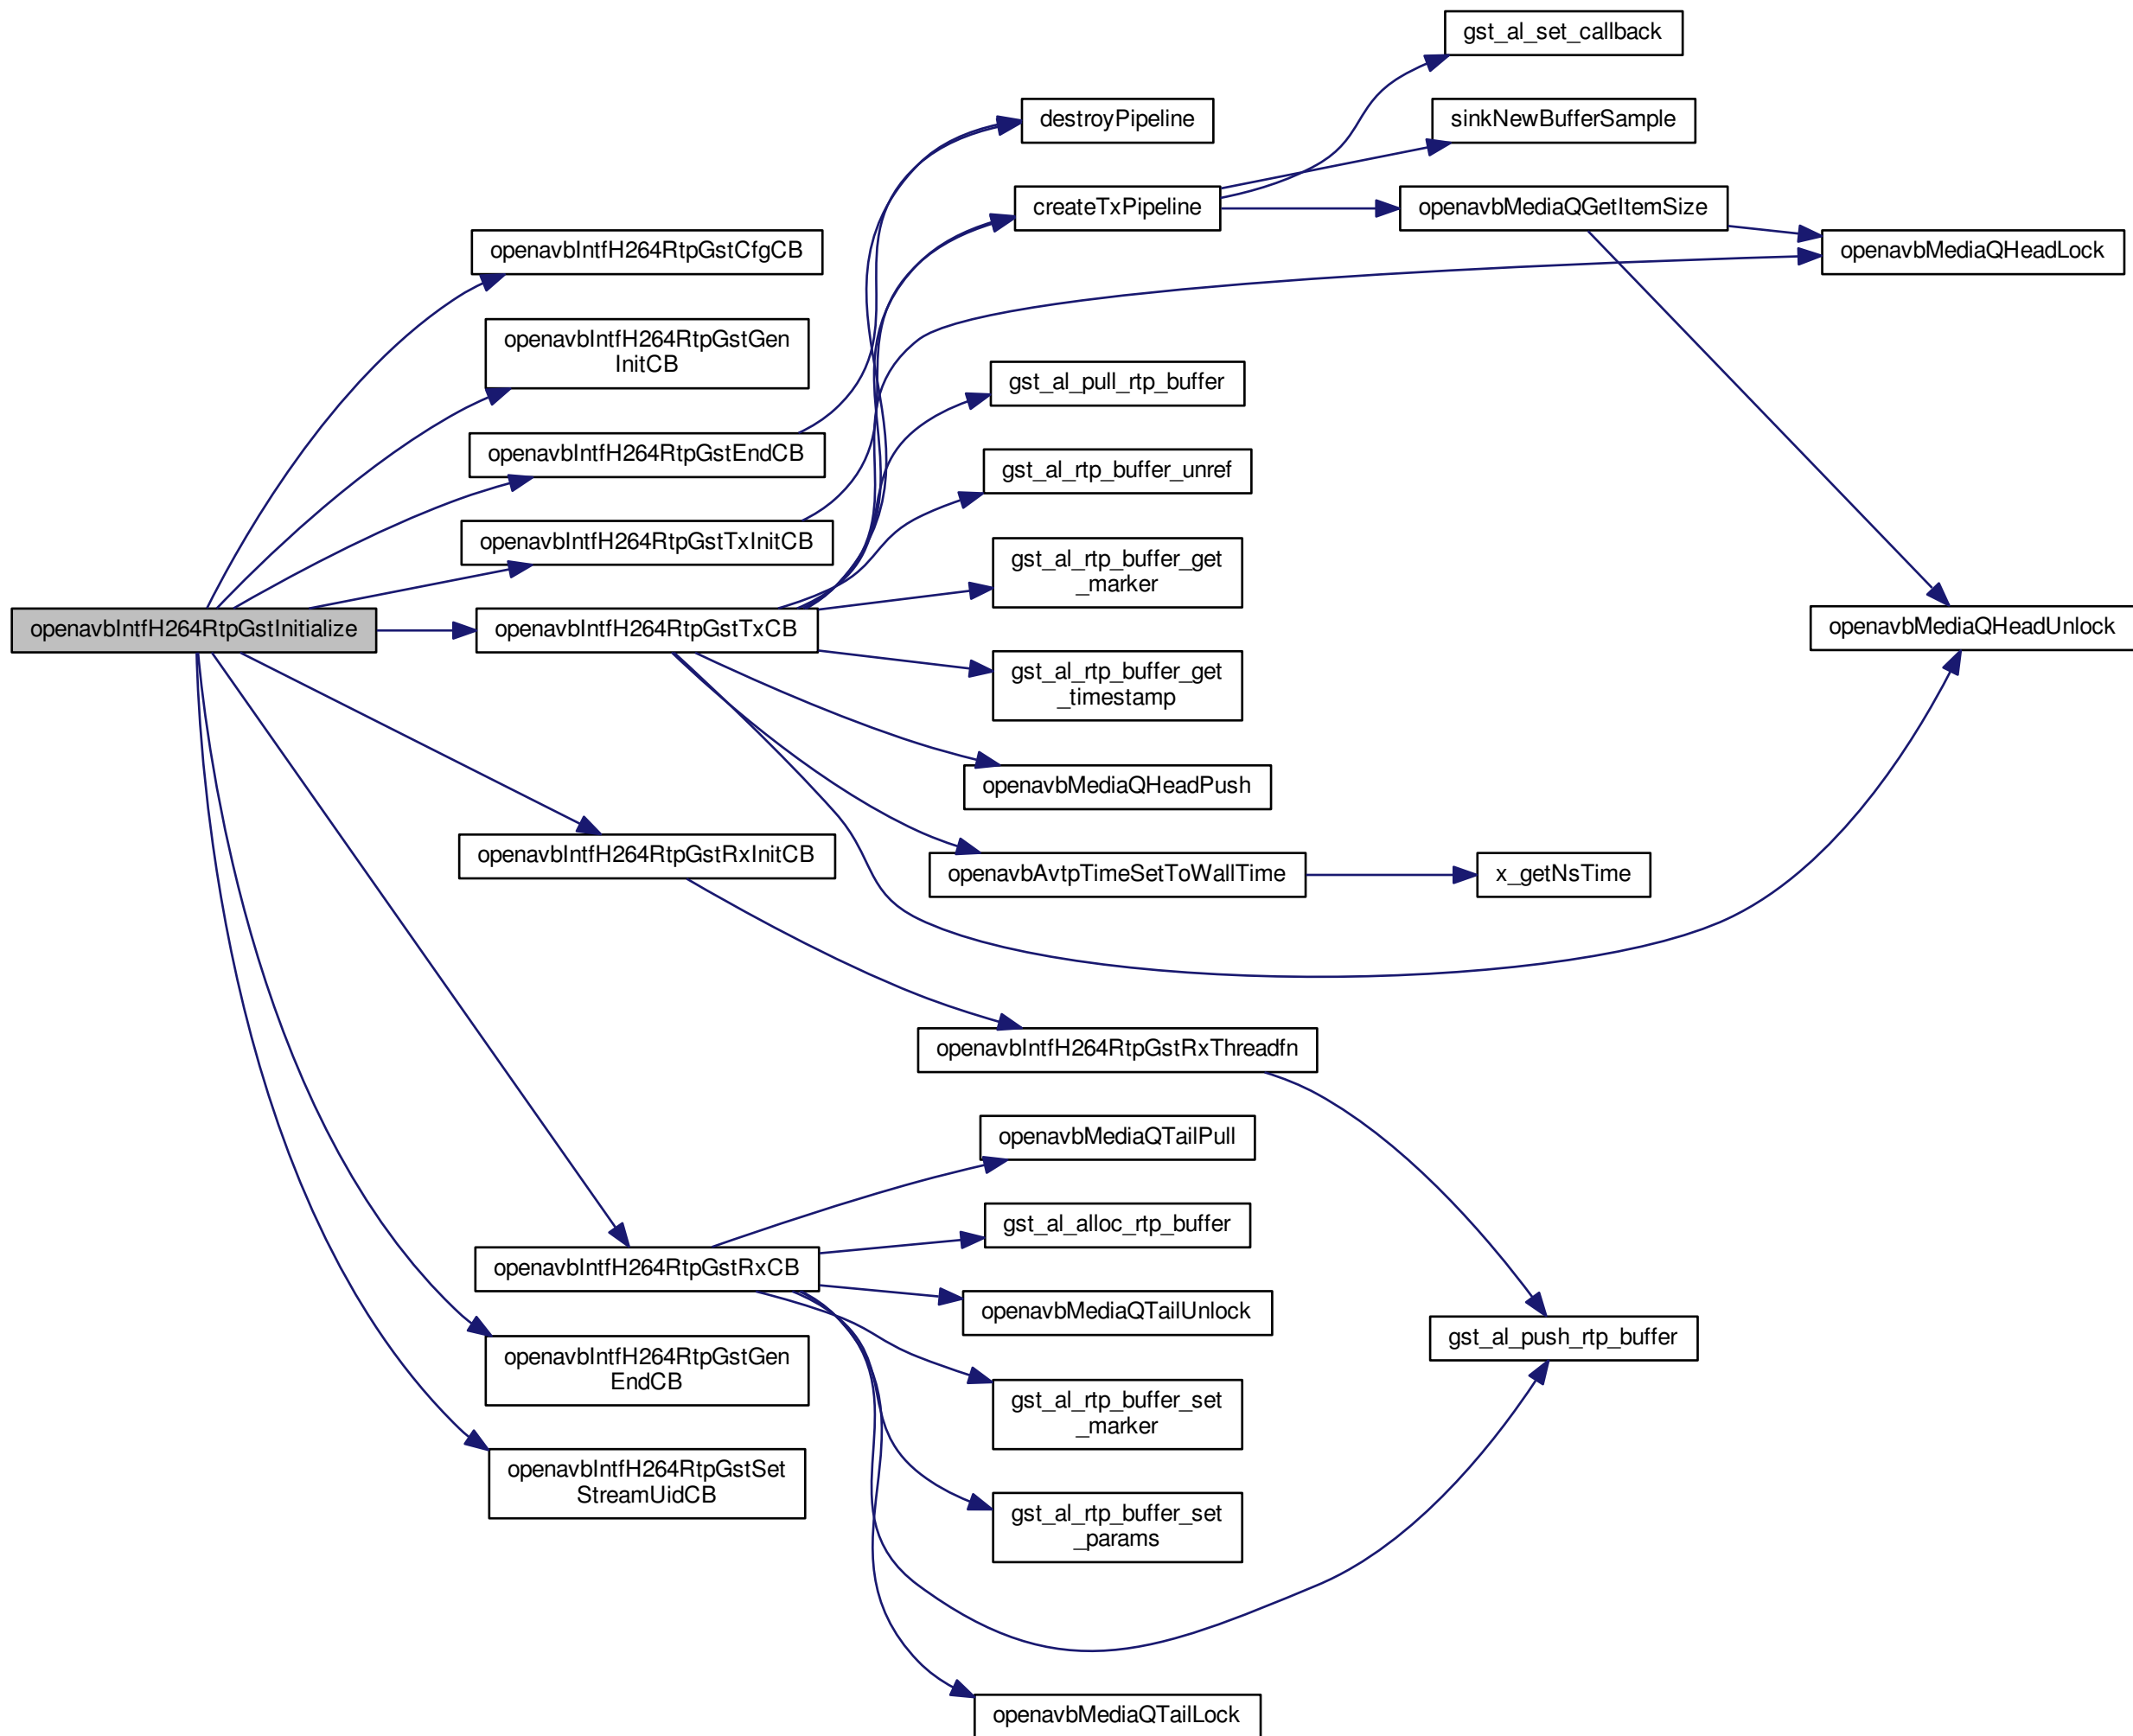 gst_al_set_callback
destroyPipeline
sinkNewBufferSample
createTxPipeline
openavbMediaQGetItemSize
openavbIntfH264RtpGstCfgCB
openavbMediaQHeadLock
openavbIntfH264RtpGstGen
InitCB
gst_al_pull_rtp_buffer
openavbIntfH264RtpGstEndCB
gst_al_rtp_buffer_unref
openavbIntfH264RtpGstTxInitCB
gst_al_rtp_buffer_get
_marker
openavbIntfH264RtpGstInitialize
openavbIntfH264RtpGstTxCB
openavbMediaQHeadUnlock
gst_al_rtp_buffer_get
_timestamp
openavbMediaQHeadPush
openavbIntfH264RtpGstRxInitCB
openavbAvtpTimeSetToWallTime
x_getNsTime
openavbIntfH264RtpGstRxThreadfn
openavbMediaQTailPull
gst_al_alloc_rtp_buffer
openavbIntfH264RtpGstRxCB
openavbMediaQTailUnlock
gst_al_push_rtp_buffer
openavbIntfH264RtpGstGen
EndCB
gst_al_rtp_buffer_set
_marker
openavbIntfH264RtpGstSet
StreamUidCB
gst_al_rtp_buffer_set
_params
openavbMediaQTailLock